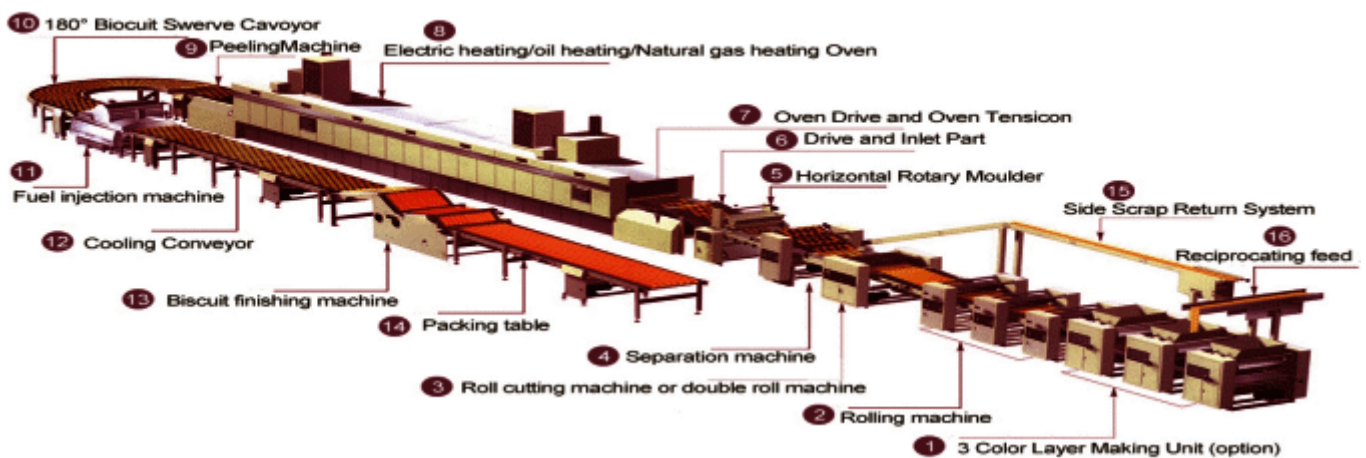 10 180° Biocuit Swerve Cavoyor
9 PeelingMachine
8
Electric heating/oil heating/Natural gas heating Oven
7 Oven Drive and Oven Tensicon
6 Drive and Inlet Part
5 Horizontal Rotary Moulder
15
Side Scrap Return System
16
Reciprocating feed
11
Fuel injection machine
12 Cooling Conveyor
13 Biscuit finishing machine
14 Packing table
4 Separation machine
3 Roll cutting machine or double roll machine
2 Rolling machine
1 3 Color Layer Making Unit (option)